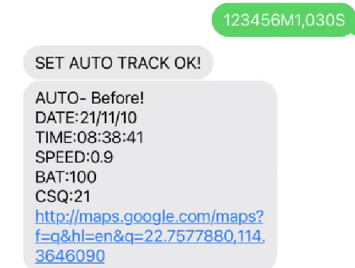 123456M1,030S
SET AUTO TRACK OK!
AUTO- Before!
DATE:21/11/10
TIME:08:38:41
SPEED:0.9
BAT:100
CSQ:21
http://maps.google.com/maps?
f=q&hl=en&q=22.7577880,114.
3646090